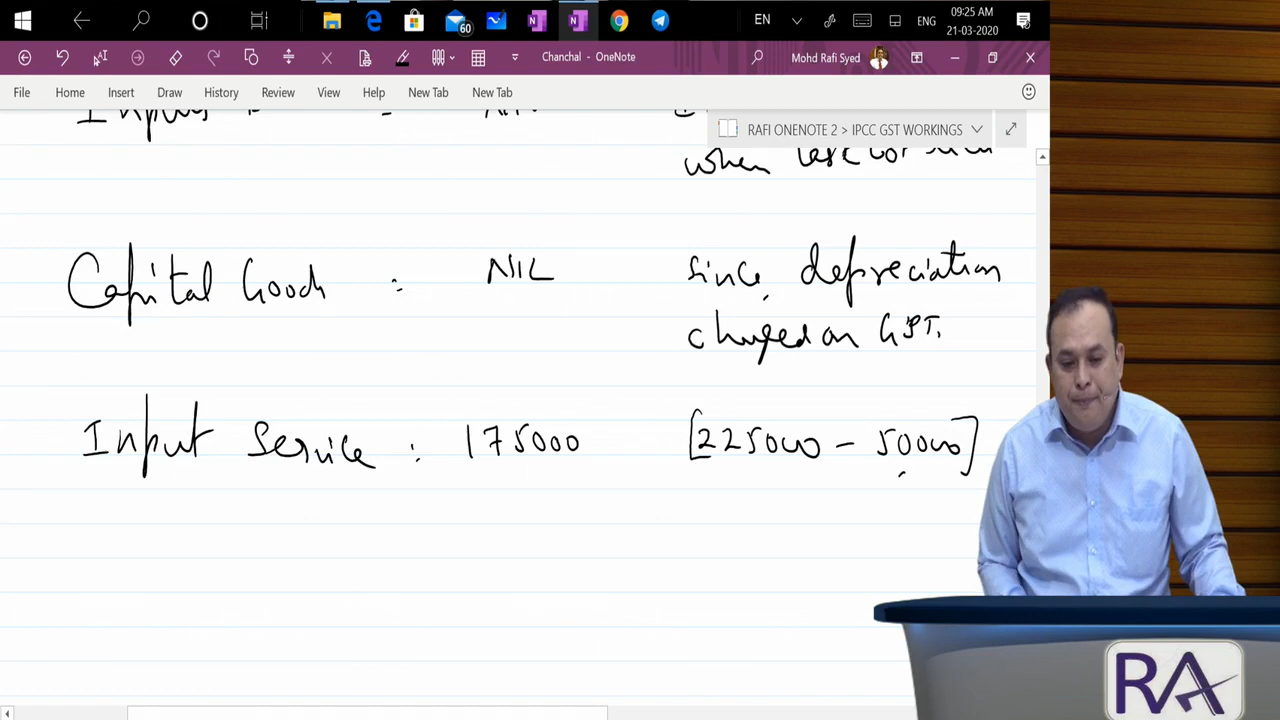 EN
ENG
09:25 AM
21-03-2020
60
Chanchal - OneNote
Mohd Rafi Syed
File Home Insert Draw History Review View Help New Tab New Tab
RAFI ONENOTE 2 > IPCC GST WORKINGS
when
Capital Goods : NIL since, depreciation
charged on GST.
Input Service : 175000 [225000 - 50000]
RA